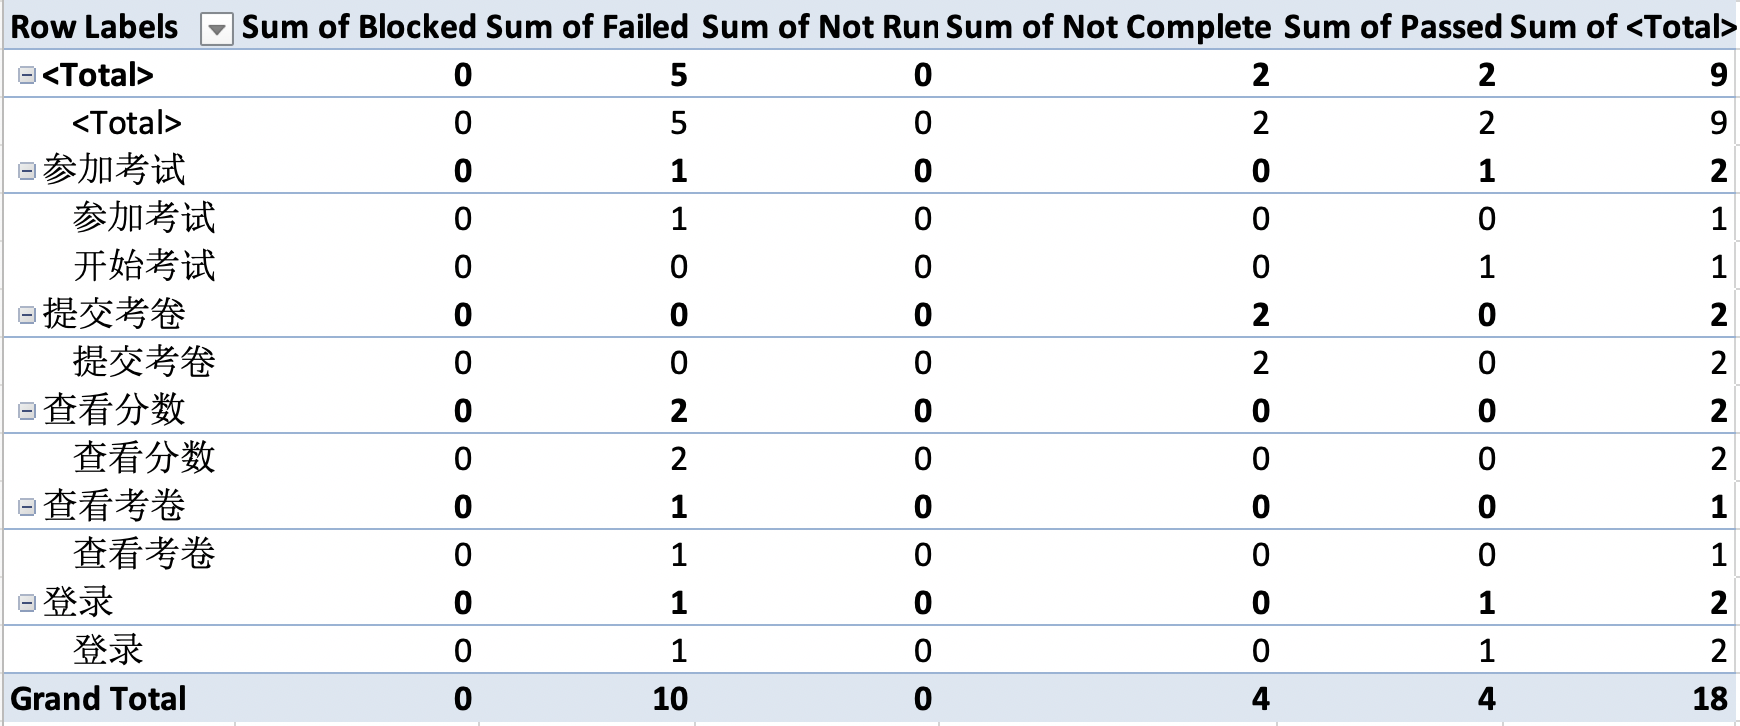 Row Labels Sum of Blocked Sum of Failed Sum of Not Run Sum of Not Complete Sum of Passed Sum of <Total>
<Total> 0 5 0 2 2 9
<Total> 0 5 0 2 2 9
参加考试 0 1 0 0 1 2
参加考试 0 1 0 0 0 1
开始考试 0 0 0 0 1 1
提交考卷 0 0 0 2 0 2
提交考卷 0 0 0 2 0 2
查看分数 0 2 0 0 0 2
查看分数 0 2 0 0 0 2
查看考卷 0 1 0 0 0 1
查看考卷 0 1 0 0 0 1
登录 0 1 0 0 1 2
登录 0 1 0 0 1 2
Grand Total 0 10 0 4 4 18